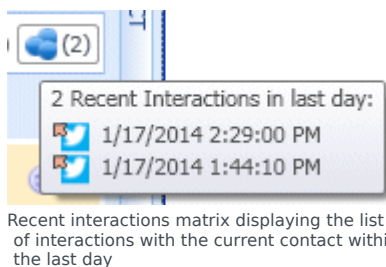 (2)
2 Recent Interactions in last day:
1/17/2014 2:29:00 PM
1/17/2014 1:44:10 PM
Recent interactions matrix displaying the list
of interactions with the current contact withi
the last day